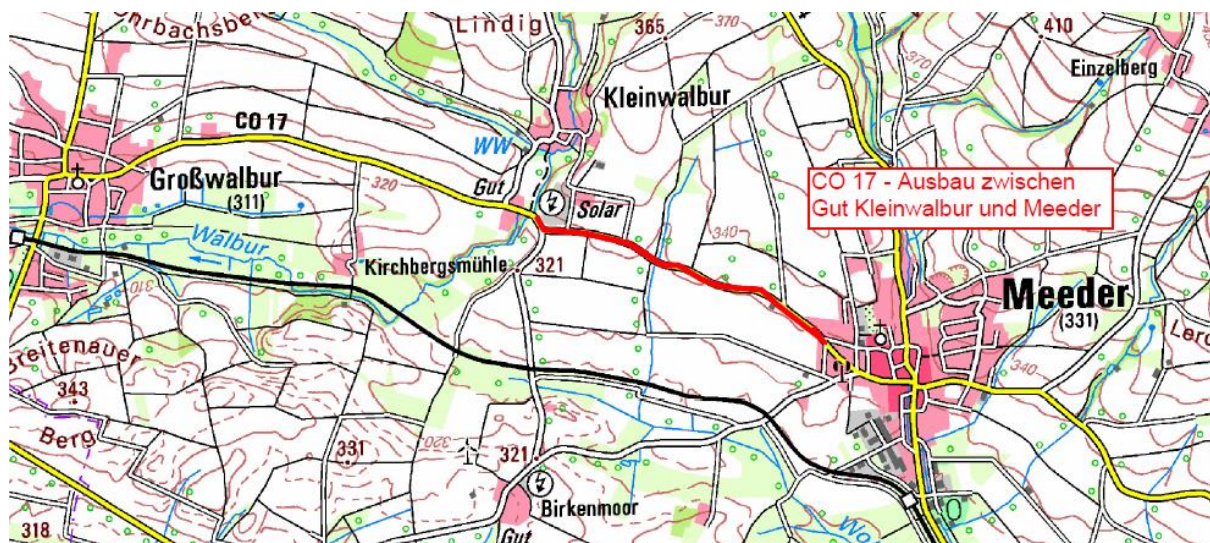 Lindig
365
370
410
370
Einzelberg
Kleinwalbur
CO 17
WW
CO 17 - Ausbau zwischen
Gut Kleinwalbur und Meeder
Großwalbur
(311)
320
Gut
Solar
340
340
Walbur
Kirchbergsmühle
321
Meeder
(331)
310
Breitenauer
343
Berg
331
320
321
Birkenmoor
318
Gut